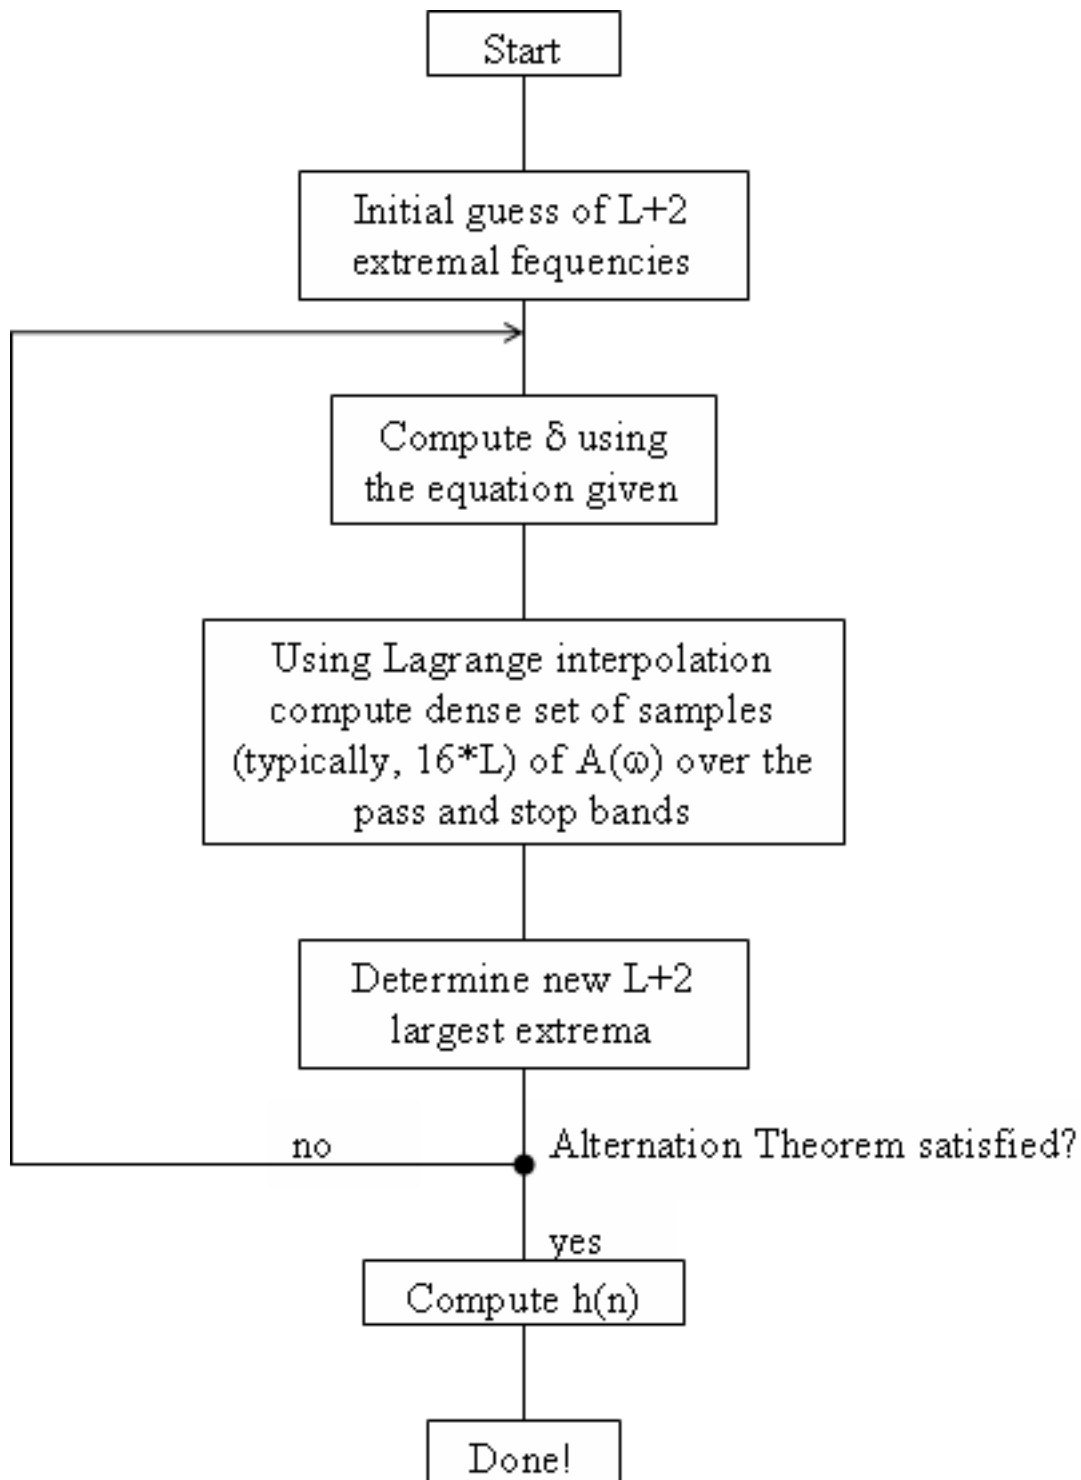 Start
Initial guess of L+2
extremal fequencies
Compute δ using
the equation given
Using Lagrange interpolation
compute dense set of samples
(typically, 16*L) of A(ω) over the
pass and stop bands
Determine new L+2
largest extrema
no
Alternation Theorem satisfied?
yes
Compute h(n)
Done!